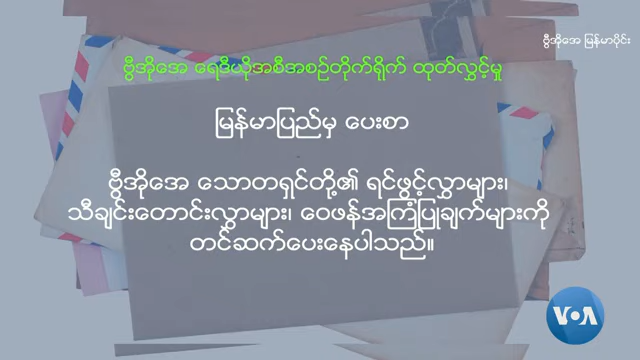 ဗွီအိုအေ မြန်မာပိုင်း
ဗွီအိုအေ ရေဒီယိုအစီအစဉ်တိုက်ရိုက် ထုတ်လွှင့်မှု
မြန်မာပြည်မှ ပေးစာ
ဗွီအိုအေ သောတရှင်တို့၏ ရင်ဖွင့်လွှာများ၊
သီချင်းတောင်းလွှာများ၊ ဝေဖန်အကြံပြုချက်များကို
တင်ဆက်ပေးနေပါသည်။
VOA